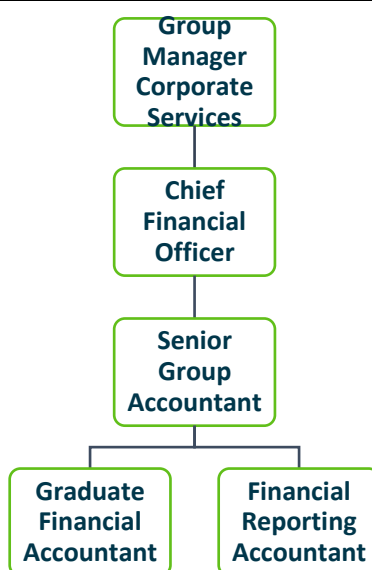 Group
Manager
Corporate
Services
Chief
Financial
Officer
Senior
Group
Accountant
Graduate
Financial
Accountant
Financial
Reporting
Accountant